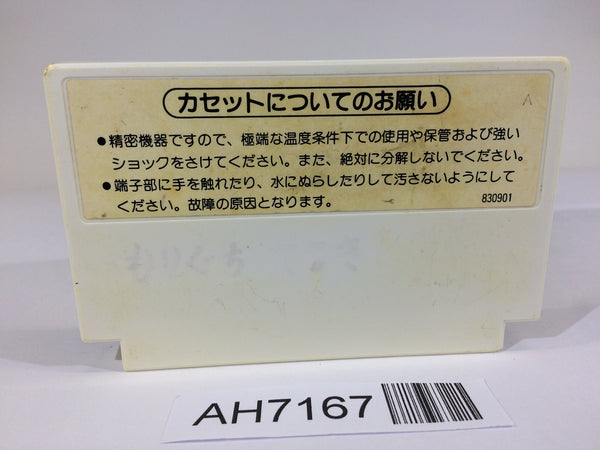 カセットについてのお願い
●精密機器ですので、極端な温度条件下での使用や保管および強い
ショックをさけてください。また、絶対に分解しないでください。
●端子部に手を触れたり、水にぬらしたりして汚さないようにして
ください。故障の原因となります。
830901
もりぐち
AH7167